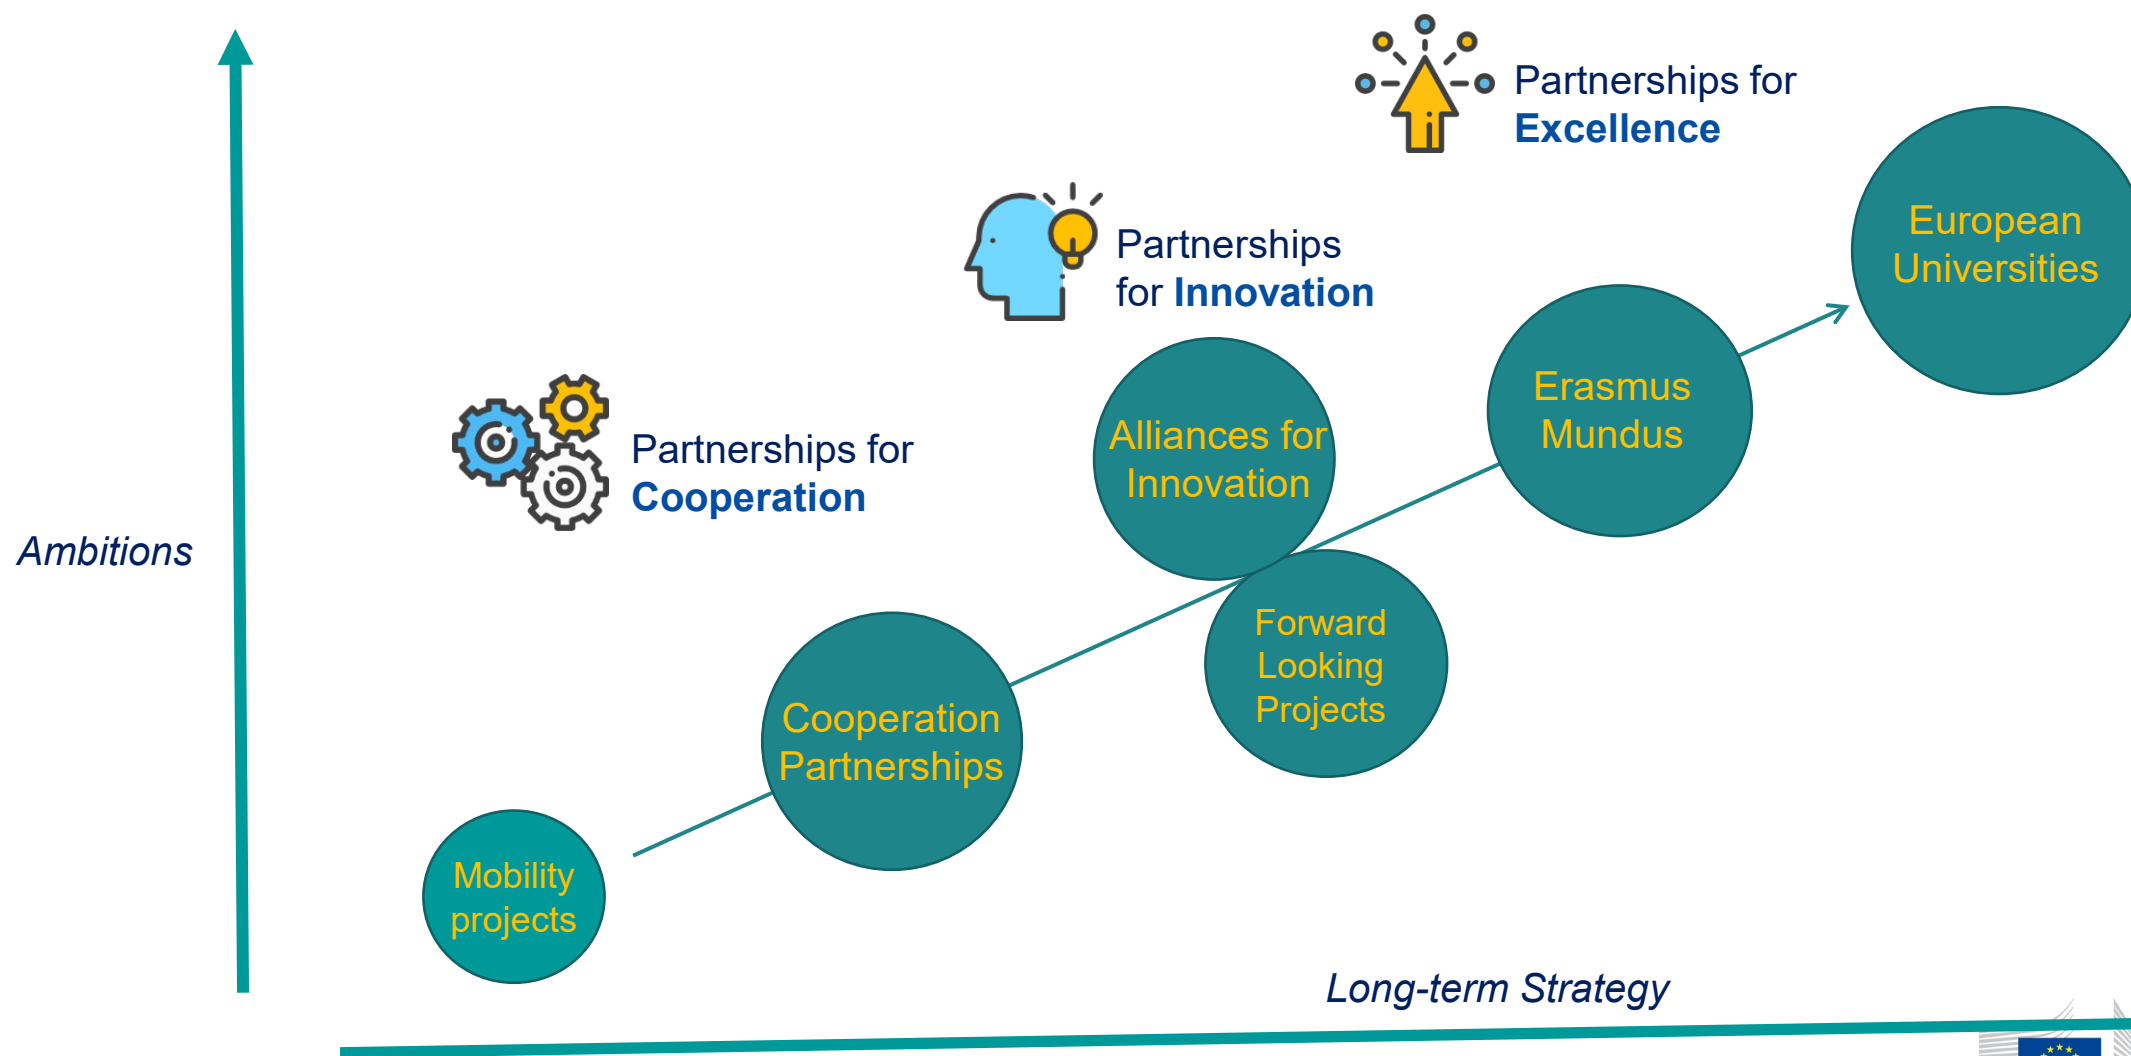 Partnerships for
Excellence
European
Universities
Partnerships
for Innovation
Erasmus
Mundus
Alliances for
Innovation
Partnerships for
Cooperation
Ambitions
Forward
Looking
Projects
Cooperation
Partnerships
Mobility
projects
Long-term Strategy